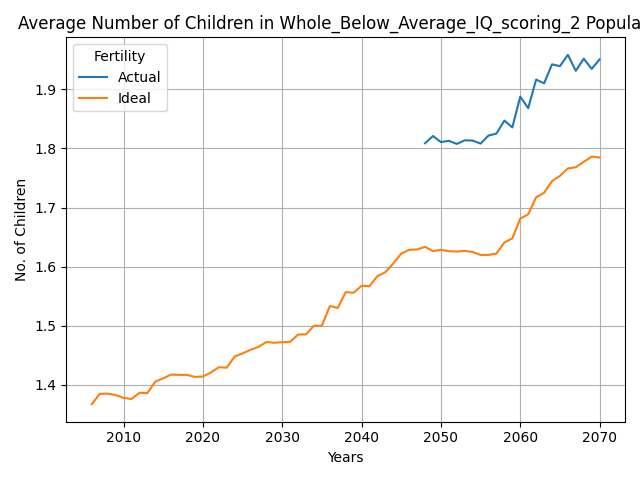 Average Number of Children in Whole_Below_Average_IQ_scoring_2 Popula
Fertility
Actual
Ideal
No. of Children
1.9
1.8
1.7
1.6
1.5
1.4
2010 2020 2030 2040 2050 2060 2070
Years